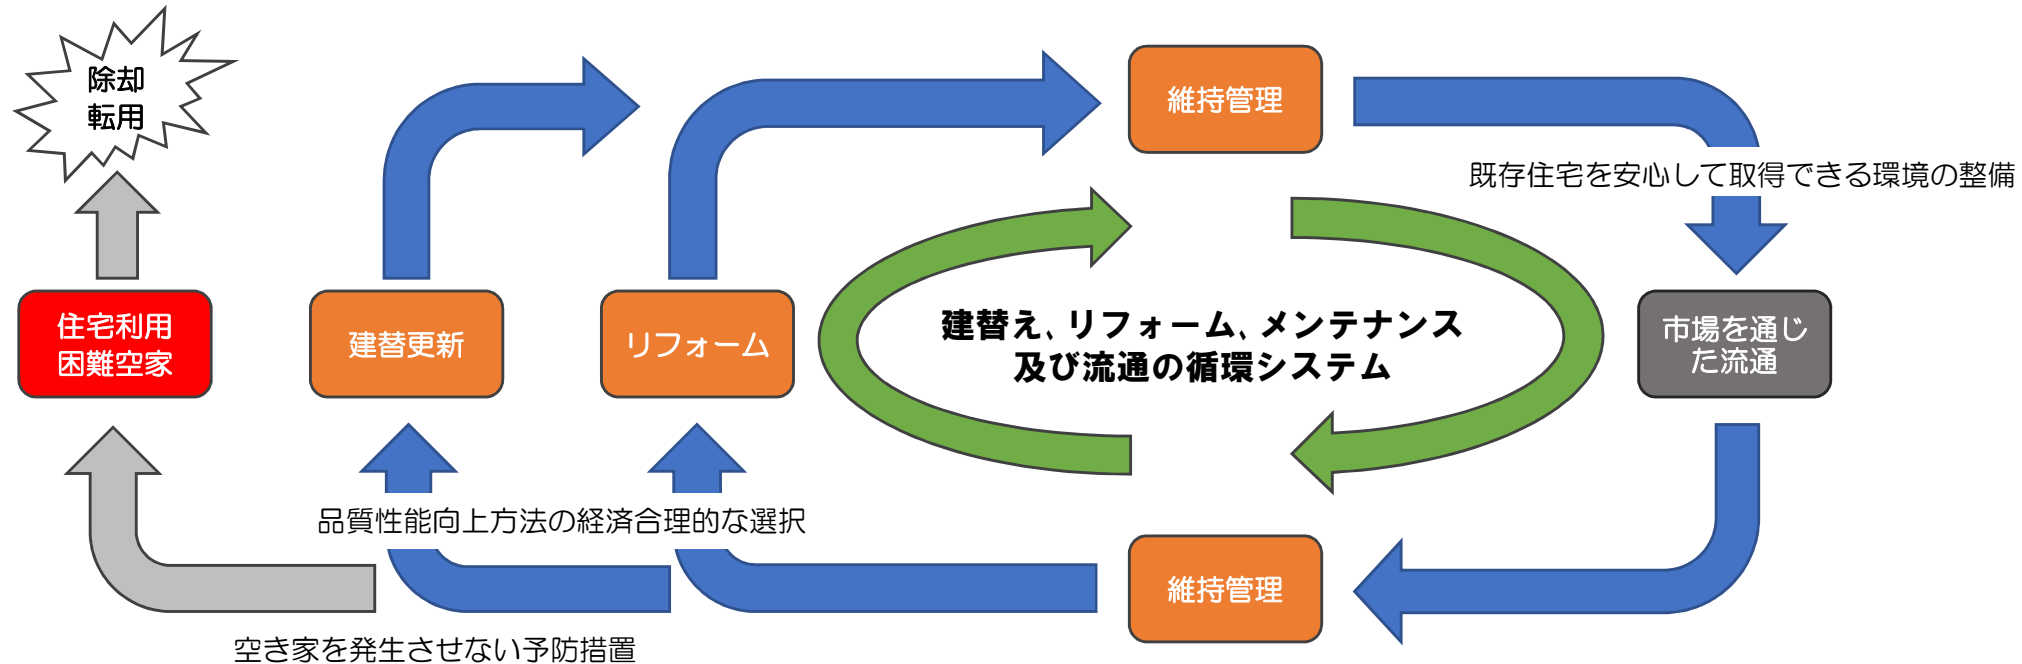 除却
転用
維持管理
既存住宅を安心して取得できる環境の整備
住宅利用
困難空家
建替更新
リフォーム
建替え、リフォーム、メンテナンス
及び流通の循環システム
市場を通じ
た流通
品質性能向上方法の経済合理的な選択
維持管理
空き家を発生させない予防措置